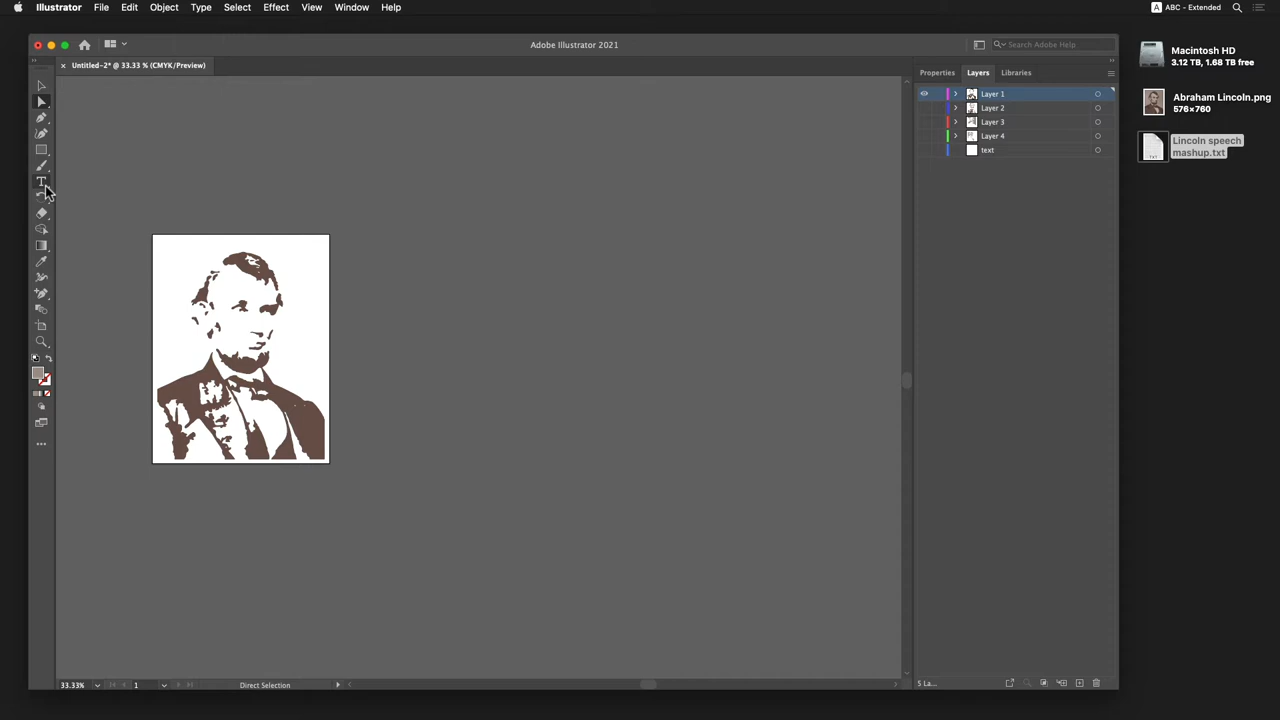 Illustrator File Edit Object Type Select Effect View Window Help
A ABC - Extended
Adobe Illustrator 2021
Search Adobe Help
× Untitled-2* @ 33.33 % (CMYK/Preview)
Properties Layers Libraries
Layer 1
Layer 2
Layer 3
Layer 4
text
Macintosh HD
3.12 TB, 1.68 TB free
Abraham Lincoln.png
576×760
TXT
Lincoln speech
mashup.txt
33.33% 1 Direct Selection
5 La...